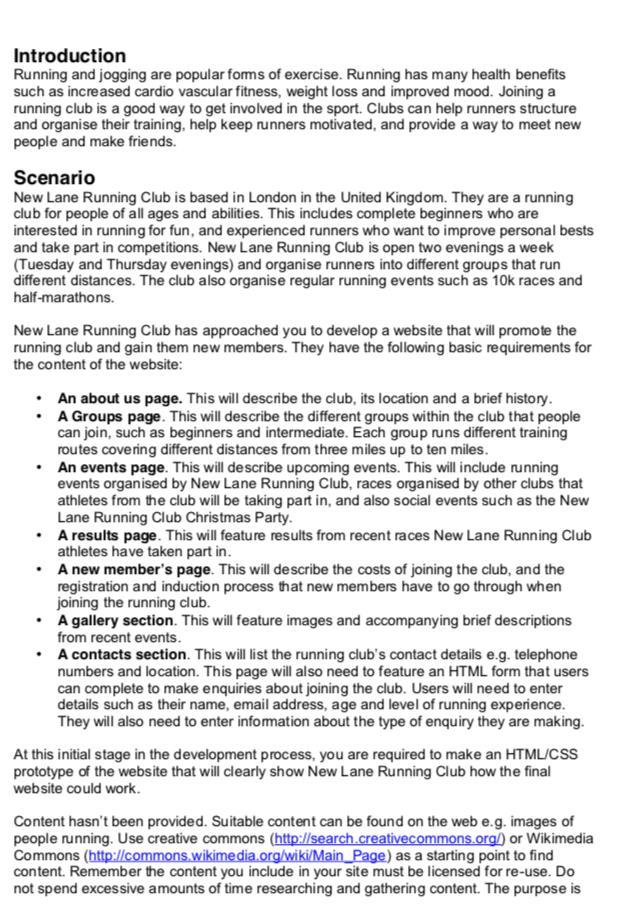 Introduction
Running and jogging are popular forms of exercise. Running has many health benefits
such as increased cardio vascular fitness, weight loss and improved mood. Joining a
running club is a good way to get involved in the sport. Clubs can help runners structure
and organise their training, help keep runners motivated, and provide a way to meet new
people and make friends.
Scenario
New Lane Running Club is based in London in the United Kingdom. They are a running
club for people of all ages and abilities. This includes complete beginners who are
interested in running for fun, and experienced runners who want to improve personal bests
and take part in competitions. New Lane Running Club is open two evenings a week
(Tuesday and Thursday evenings) and organise runners into different groups that run
different distances. The club also organise regular running events such as 10k races and
half-marathons.
New Lane Running Club has approached you to develop a website that will promote the
running club and gain them new members. They have the following basic requirements for
the content of the website:
• An about us page. This will describe the club, its location and a brief history.
• A Groups page. This will describe the different groups within the club that people
can join, such as beginners and intermediate. Each group runs different training
routes covering different distances from three miles up to ten miles.
• An events page. This will describe upcoming events. This will include running
events organised by New Lane Running Club, races organised by other clubs that
athletes from the club will be taking part in, and also social events such as the New
Lane Running Club Christmas Party.
• A results page. This will feature results from recent races New Lane Running Club
athletes have taken part in.
• A new member's page. This will describe the costs of joining the club, and the
registration and induction process that new members have to go through when
joining the running club.
• A gallery section. This will feature images and accompanying brief descriptions
from recent events.
• A contacts section. This will list the running club's contact details e.g. telephone
numbers and location. This page will also need to feature an HTML form that users
can complete to make enquiries about joining the club. Users will need to enter
details such as their name, email address, age and level of running experience.
They will also need to enter information about the type of enquiry they are making.
At this initial stage in the development process, you are required to make an HTML/CSS
prototype of the website that will clearly show New Lane Running Club how the final
website could work.
Content hasn't been provided. Suitable content can be found on the web e.g. images of
people running. Use creative commons (http://search.creativecommons.org/) or Wikimedia
Commons (http://commons.wikimedia.org/wiki/Main_Page) as a starting point to find
content. Remember the content you include in your site must be licensed for re-use. Do
not spend excessive amounts of time researching and gathering content. The purpose is